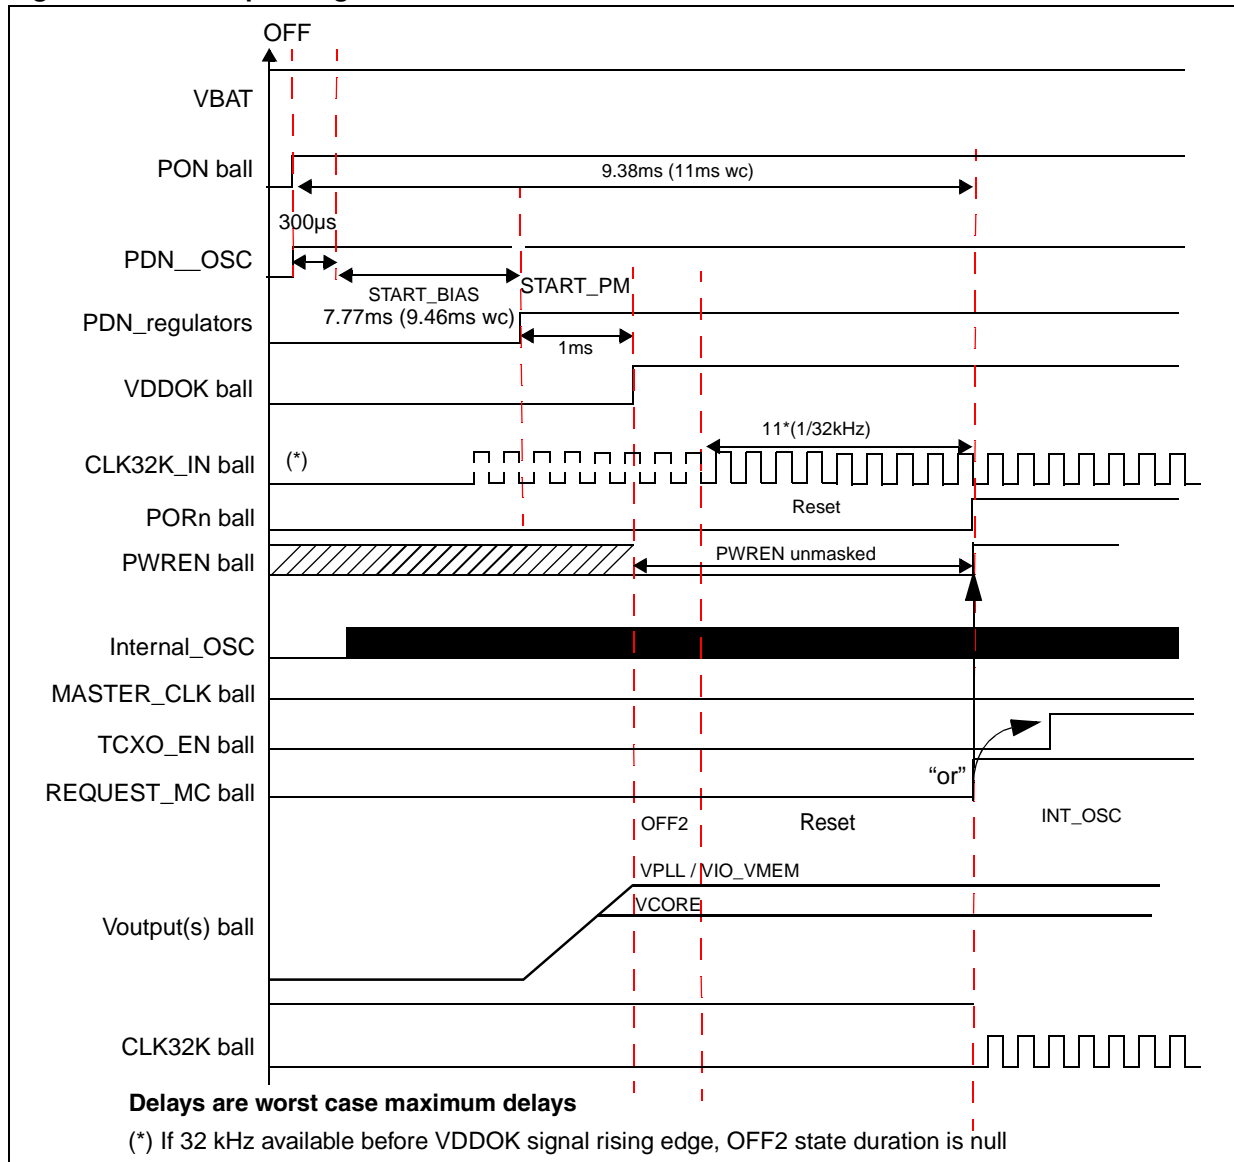 OFF
VBAT
PON ball
9.38ms (11ms wc)
300µs
PDN__OSC
START_BIAS
START_PM
7.77ms (9.46ms wc)
PDN_regulators
1ms
VDDOK ball
11*(1/32kHz)
CLK32K_IN ball
(*)
PORn ball
Reset
PWREN ball
PWREN unmasked
Internal_OSC
MASTER_CLK ball
TCXO_EN ball
"or"
REQUEST_MC ball
OFF2
Reset
INT_OSC
VPLL / VIO_VMEM
VCORE
Voutput(s) ball
CLK32K ball
Delays are worst case maximum delays
(*) If 32 kHz available before VDDOK signal rising edge, OFF2 state duration is null